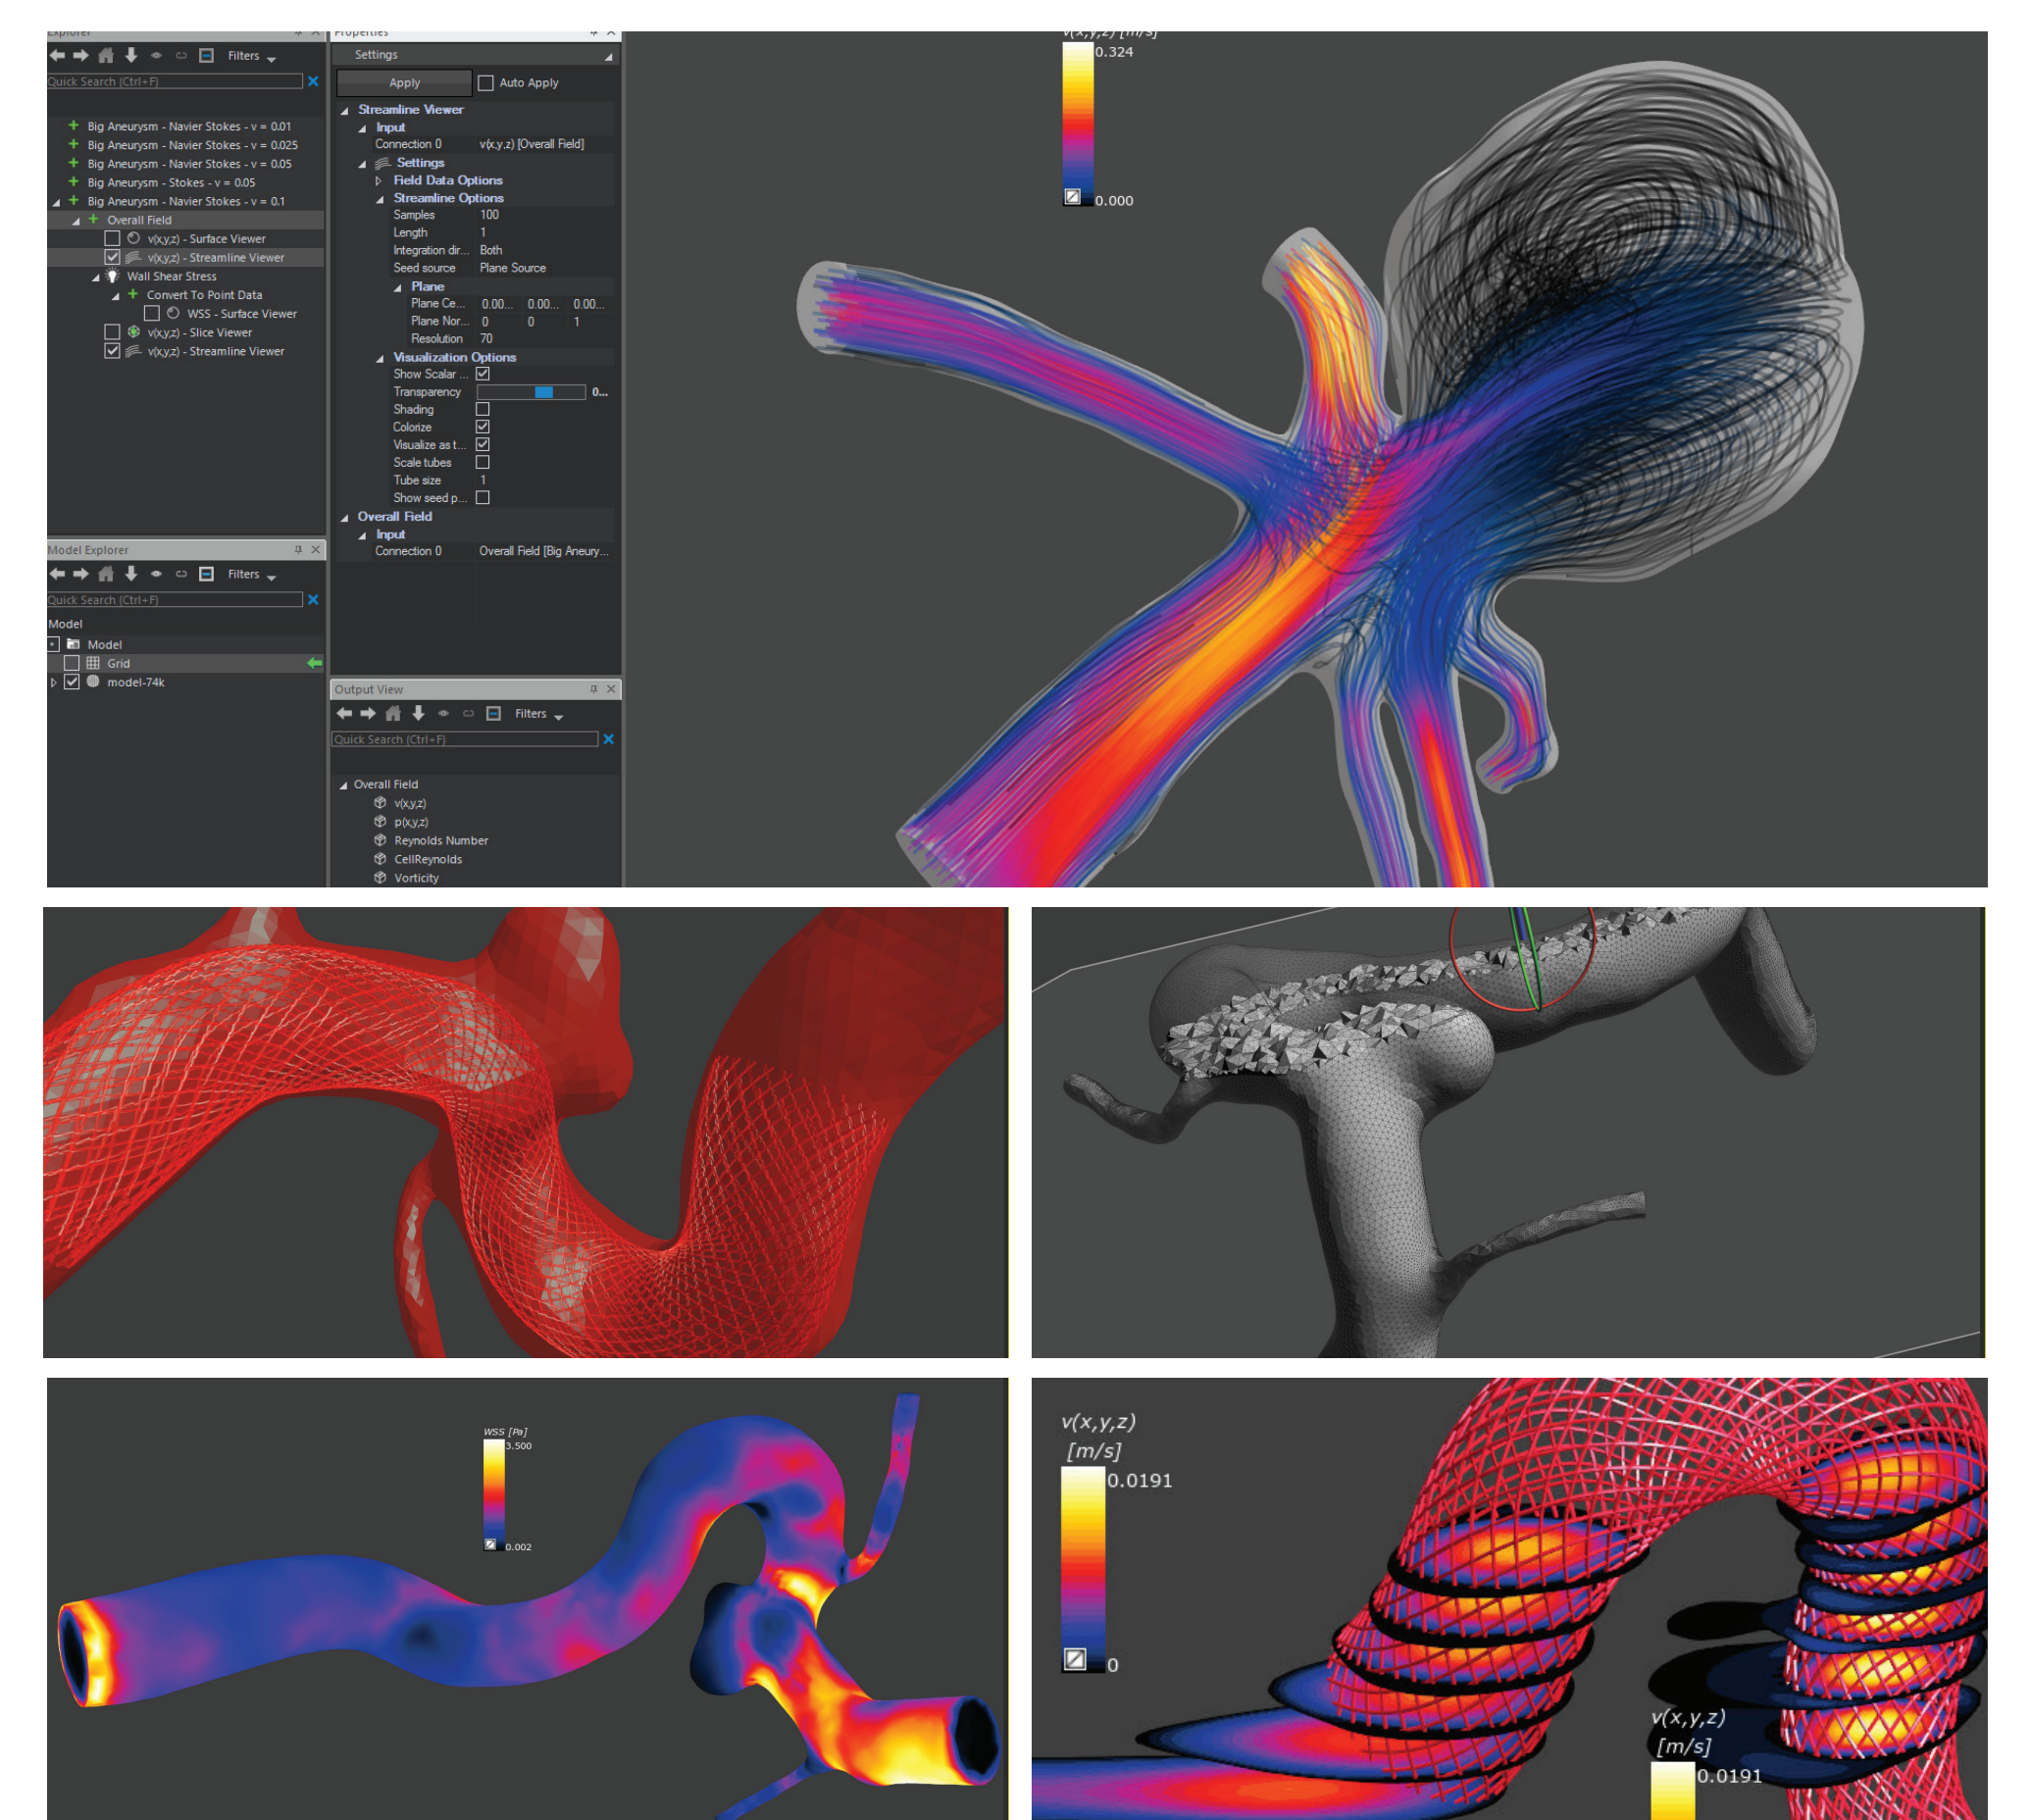 Explorer
Filters
Quick Search (Ctrl+F)
Big Aneurysm - Navier Stokes - v = 0.01
Big Aneurysm - Navier Stokes - v = 0.025
Big Aneurysm - Navier Stokes - v = 0.05
Big Aneurysm - Stokes - v = 0.05
Big Aneurysm - Navier Stokes - v = 0.1
Overall Field
v(x,y,z) - Surface Viewer
v(x,y,z) - Streamline Viewer
Wall Shear Stress
Convert To Point Data
WSS - Surface Viewer
v(x,y,z) - Slice Viewer
v(x,y,z) - Streamline Viewer
Model Explorer
Filters
Quick Search (Ctrl+F)
Model
Model
Grid
model-74k
Properties
Settings
Apply Auto Apply
Streamline Viewer
Input
Connection 0 v(x,y,z) [Overall Field]
Settings
Field Data Options
Streamline Options
Samples 100
Length 1
Integration dir... Both
Seed source Plane Source
Plane
Plane Ce... 0.00... 0.00... 0.00...
Plane Nor... 0 0 1
Resolution 70
Visualization Options
Show Scalar ...
Transparency 0...
Shading
Colorize
Visualize as t...
Scale tubes
Tube size 1
Show seed p...
Overall Field
Input
Connection 0 Overall Field [Big Aneury...
Output View
Filters
Quick Search (Ctrl+F)
Overall Field
v(x,y,z)
p(x,y,z)
Reynolds Number
CellReynolds
Vorticity
v(x,y,z) [m/s]
0.324
0.000
WSS [Pa]
3.500
0.002
v(x,y,z)
[m/s]
0.0191
0
v(x,y,z)
[m/s]
0.0191